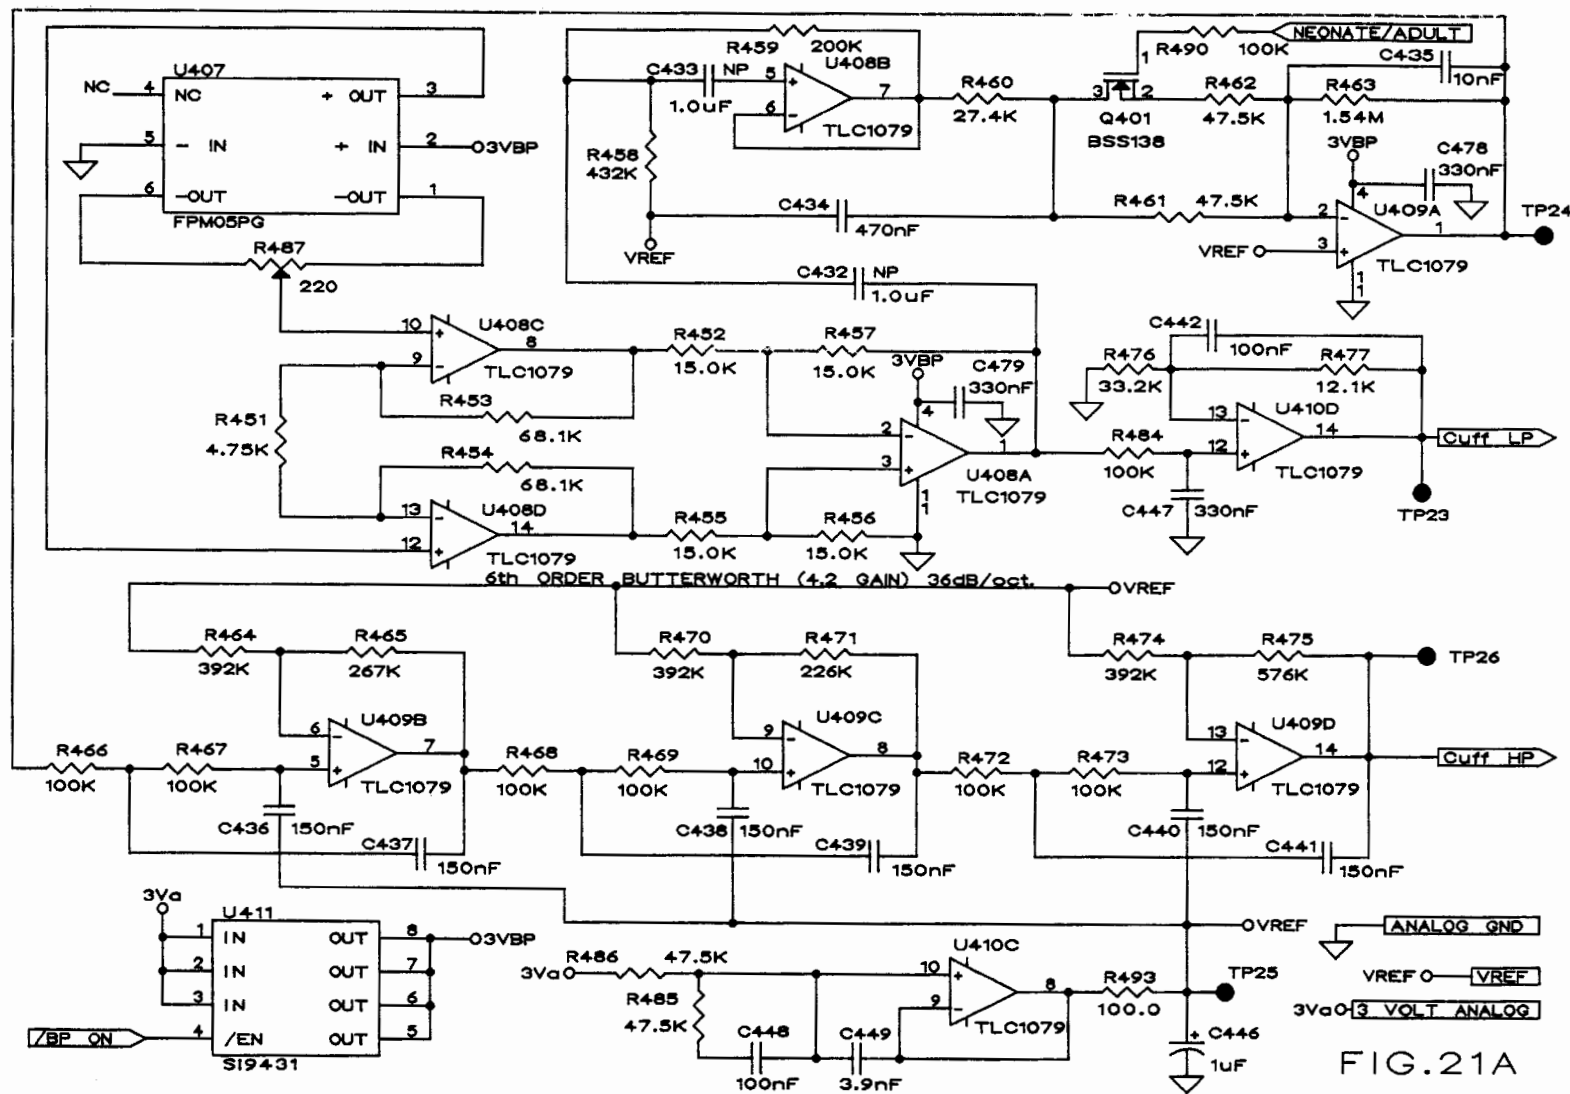 U407
NC
4
NC
+ OUT
3
5
- IN
+ IN
2
3VBP
6
-OUT
-OUT
1
FPM05PG
R487
220
R459
200K
C433
NP
1.0uF
5
6
U408B
7
TLC1079
R458
432K
VREF
R460
27.4K
C434
470nF
C432
NP
1.0uF
R490
100K
NEONATE/ADULT
1
3
2
Q401
BSS138
R462
47.5K
C435
10nF
R463
1.54M
R461
47.5K
3VBP
C478
330nF
4
2
U409A
3
1
VREF
TLC1079
11
TP24
10
U408C
9
8
TLC1079
R451
4.75K
R453
68.1K
R454
68.1K
13
U408D
14
12
TLC1079
R452
15.0K
R457
15.0K
R455
15.0K
R456
15.0K
3VBP
C479
330nF
4
2
3
1
U408A
TLC1079
11
R484
100K
C447
330nF
R476
33.2K
C442
100nF
R477
12.1K
13
U410D
14
12
TLC1079
Cuff LP
TP23
6th ORDER BUTTERWORTH (4.2 GAIN) 36dB/oct.
VREF
R464
392K
R465
267K
R470
392K
R471
226K
R474
392K
R475
576K
TP26
R466
100K
R467
100K
6
U409B
5
7
TLC1079
C436
150nF
C437
150nF
R468
100K
R469
100K
9
U409C
10
8
TLC1079
C438
150nF
C439
150nF
R472
100K
R473
100K
13
U409D
12
14
TLC1079
C440
150nF
C441
150nF
Cuff HP
3Va
U411
1
IN
OUT
8
3VBP
2
IN
OUT
7
3
IN
OUT
6
/BP ON
4
/EN
OUT
5
SI9431
3Va
R486
47.5K
R485
47.5K
C448
100nF
C449
3.9nF
10
9
U410C
8
TLC1079
R493
100.0
TP25
VREF
C446
+
1uF
ANALOG GND
VREF
VREF
3Va
3 VOLT ANALOG
FIG.21A